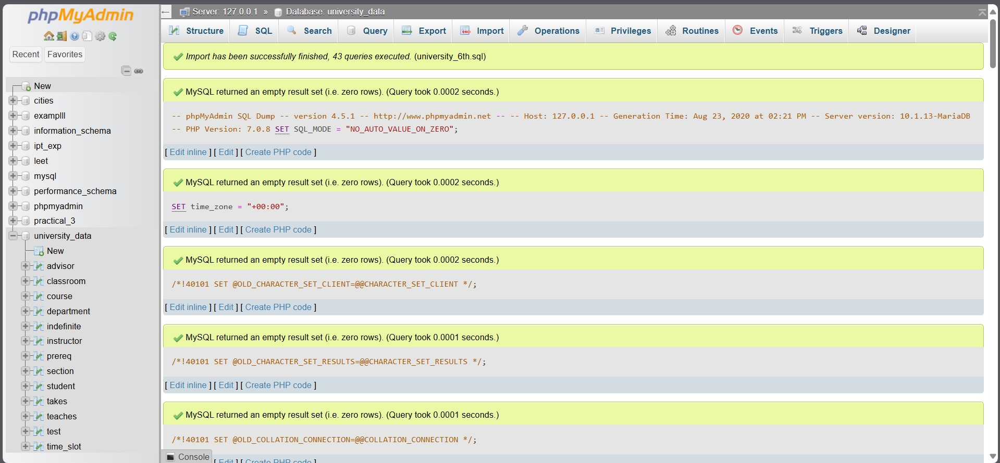 phpMyAdmin
Recent Favorites
New
cities
examplll
information_schema
ipt_exp
leet
mysql
performance_schema
phpmyadmin
practical_3
university_data
New
advisor
classroom
course
department
indefinite
instructor
prereq
section
student
takes
teaches
test
time_slot
← Server: 127.0.0.1 » Database: university_data
Structure SQL Search Query Export Import Operations Privileges Routines Events Triggers Designer
Import has been successfully finished, 43 queries executed. (university_6th.sql)
MySQL returned an empty result set (i.e. zero rows). (Query took 0.0002 seconds.)
-- phpMyAdmin SQL Dump -- version 4.5.1 -- http://www.phpmyadmin.net -- -- Host: 127.0.0.1 -- Generation Time: Aug 23, 2020 at 02:21 PM -- Server version: 10.1.13-MariaDB
-- PHP Version: 7.0.8 SET SQL_MODE = "NO_AUTO_VALUE_ON_ZERO";
[ Edit inline ] [ Edit ] [ Create PHP code ]
MySQL returned an empty result set (i.e. zero rows). (Query took 0.0002 seconds.)
SET time_zone = "+00:00";
[ Edit inline ] [ Edit ] [ Create PHP code ]
MySQL returned an empty result set (i.e. zero rows). (Query took 0.0002 seconds.)
/*!40101 SET @OLD_CHARACTER_SET_CLIENT=@@CHARACTER_SET_CLIENT */;
[ Edit inline ] [ Edit ] [ Create PHP code ]
MySQL returned an empty result set (i.e. zero rows). (Query took 0.0001 seconds.)
/*!40101 SET @OLD_CHARACTER_SET_RESULTS=@@CHARACTER_SET_RESULTS */;
[ Edit inline ] [ Edit ] [ Create PHP code ]
MySQL returned an empty result set (i.e. zero rows). (Query took 0.0001 seconds.)
/*!40101 SET @OLD_COLLATION_CONNECTION=@@COLLATION_CONNECTION */;
Console [ Edit ] [ Create PHP code ]